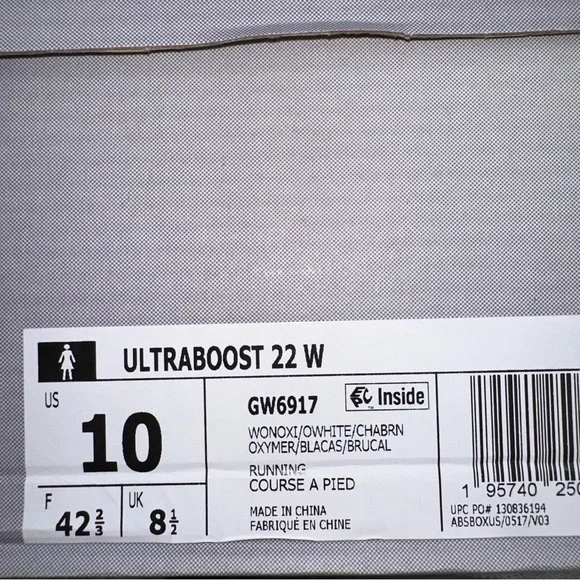 ULTRABOOST 22 W
US
10
F
42 2/3
UK
8 1/2
GW6917
Inside
WONOXI/OWHITE/CHABRN
OXYMER/BLACAS/BRUCAL
RUNNING
COURSE A PIED
MADE IN CHINA
FABRIQUÉ EN CHINE
1 95740 250
UPC PO# 130836194
ABSBOXUS/0517/V03